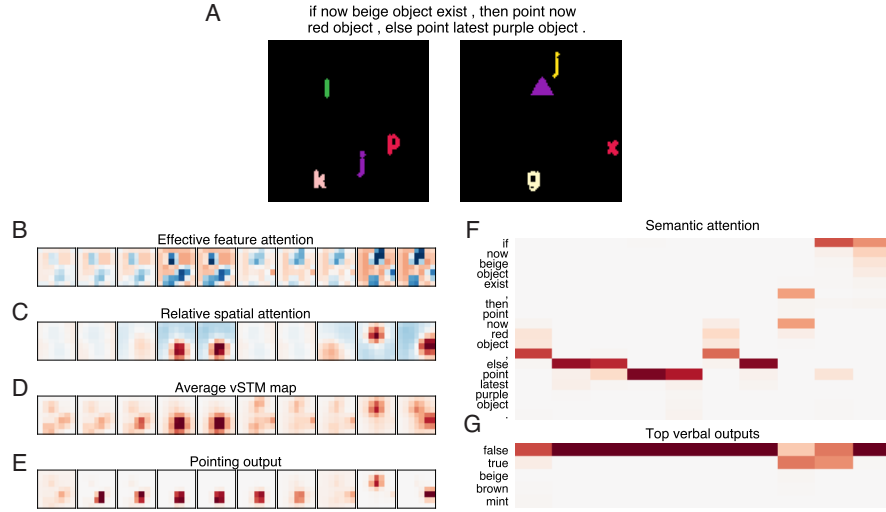 A
if now beige object exist , then point now
red object , else point latest purple object .
l
p
j
k
j
x
g
B
Effective feature attention
C
Relative spatial attention
D
Average vSTM map
E
Pointing output
F
Semantic attention
if
now
beige
object
exist
,
then
point
now
red
object
,
else
point
latest
purple
object
.
G
Top verbal outputs
false
true
beige
brown
mint